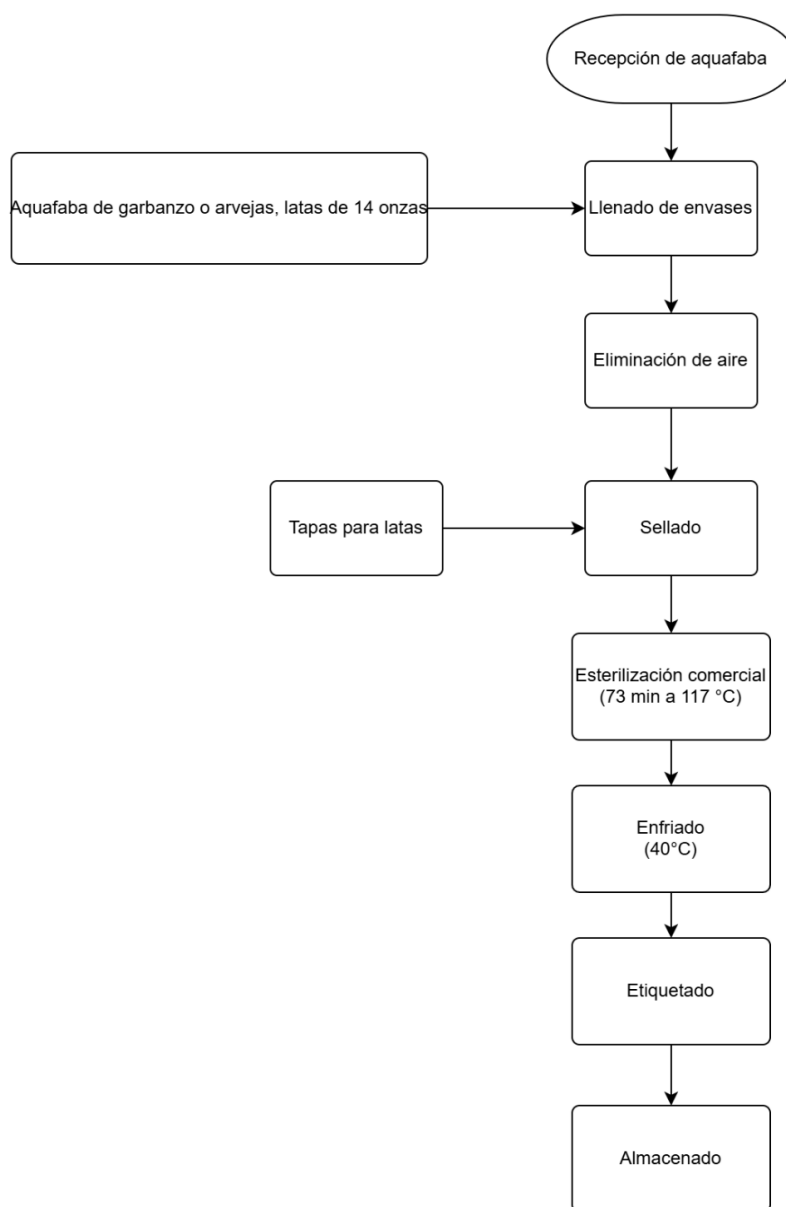 Recepción de aquafaba
Aquafaba de garbanzo o arvejas, latas de 14 onzas
Llenado de envases
Eliminación de aire
Tapas para latas
Sellado
Esterilización comercial
(73 min a 117 °C)
Enfriado
(40°C)
Etiquetado
Almacenado